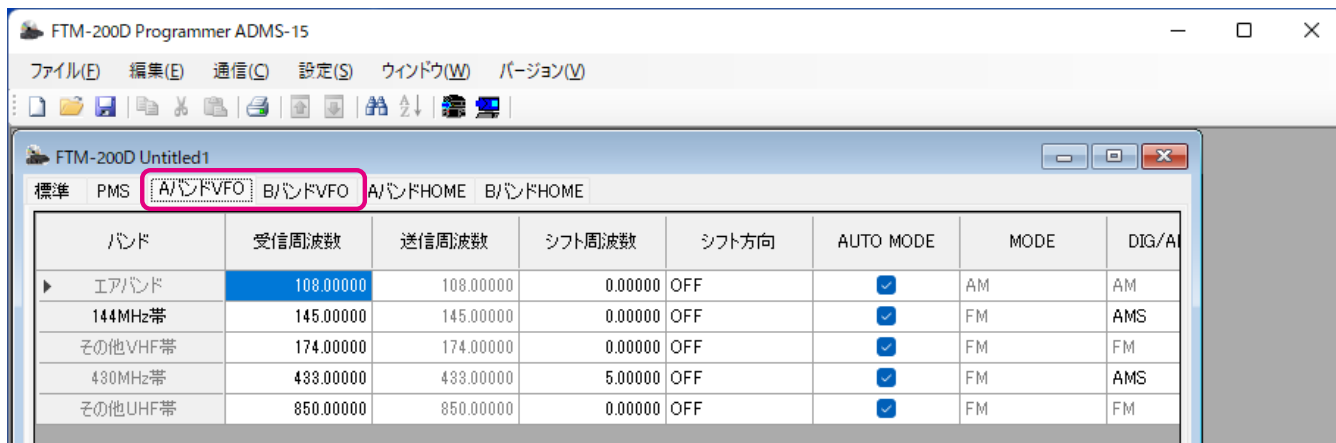 FTM-200D Programmer ADMS-15
ファイル(F) 編集(E) 通信(C) 設定(S) ウィンドウ(W) バージョン(V)
FTM-200D Untitled1
標準 PMS AバンドVFO BバンドVFO AバンドHOME BバンドHOME
バンド 受信周波数 送信周波数 シフト周波数 シフト方向 AUTO MODE MODE DIG/A
エアバンド 108.00000 108.00000 0.00000 OFF AM AM
144MHz帯 145.00000 145.00000 0.00000 OFF FM AMS
その他VHF帯 174.00000 174.00000 0.00000 OFF FM FM
430MHz帯 433.00000 433.00000 5.00000 OFF FM AMS
その他UHF帯 850.00000 850.00000 0.00000 OFF FM FM